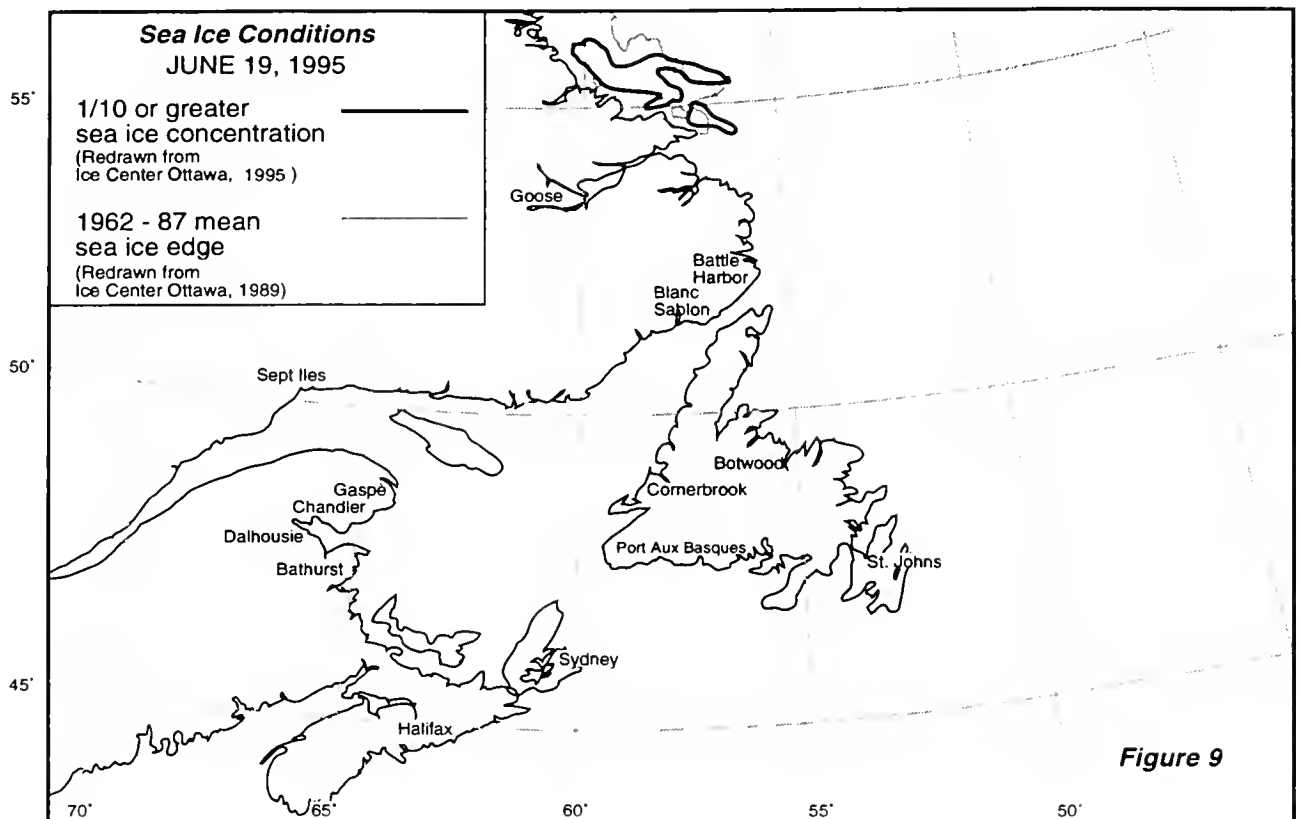 Sea Ice Conditions
JUNE 19, 1995
1/10 or greater
sea ice concentration
(Redrawn from
Ice Center Ottawa, 1995 )
1962 - 87 mean
sea ice edge
(Redrawn from
Ice Center Ottawa, 1989)
55°
Goose
Battle
Harbor
Blanc
Sablon
50°
Sept Iles
Botwood
Gaspe
Cornerbrook
Chandler
Dalhousie
Port Aux Basques
St. Johns
Bathurst
Sydney
45°
Halifax
Figure 9
70°
65°
60°
55°
50°